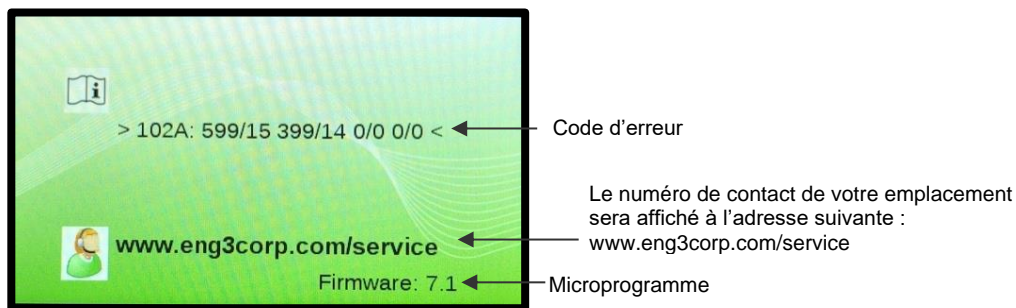 > 102A: 599/15 399/14 0/0 0/0 <
Code d'erreur
Le numéro de contact de votre emplacement
sera affiché à l'adresse suivante :
www.eng3corp.com/service
www.eng3corp.com/service
Firmware: 7.1
Microprogramme